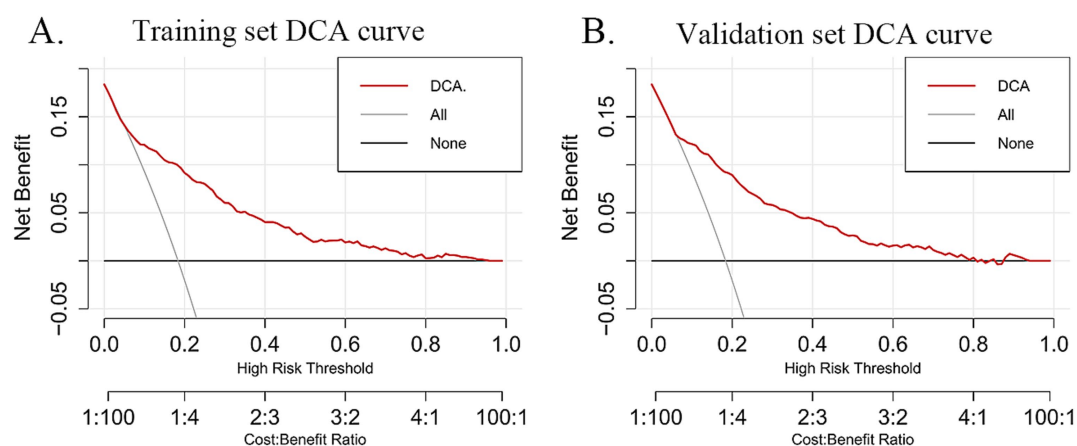 A.
Training set DCA curve
DCA.
All
None
Net Benefit
0.15
0.05
−0.05
0.0 0.2 0.4 0.6 0.8 1.0
High Risk Threshold
1:100 1:4 2:3 3:2 4:1 100:1
Cost:Benefit Ratio
B.
Validation set DCA curve
DCA
All
None
Net Benefit
0.15
0.05
−0.05
0.0 0.2 0.4 0.6 0.8 1.0
High Risk Threshold
1:100 1:4 2:3 3:2 4:1 100:1
Cost:Benefit Ratio